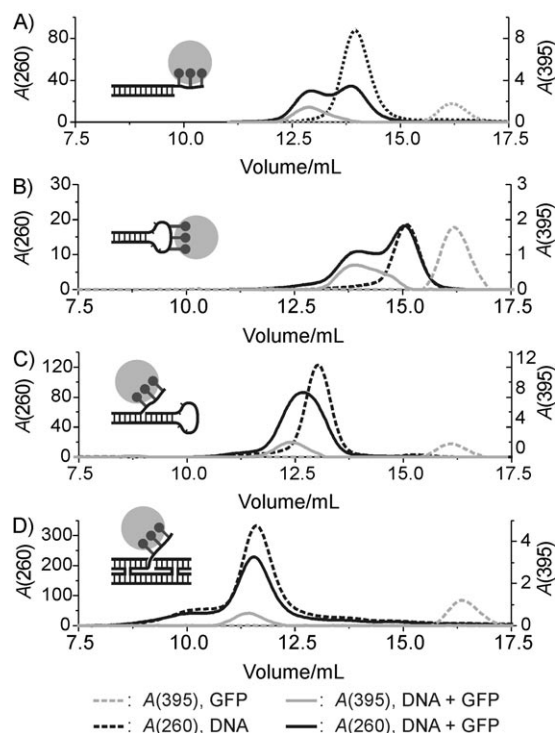 A)
A(260)
80
40
0
8
4
0
A(395)
7.5 10.0 12.5 15.0 17.5
Volume/mL
B)
A(260)
30
20
10
0
3
2
1
0
A(395)
7.5 10.0 12.5 15.0 17.5
Volume/mL
C)
A(260)
120
80
40
0
12
8
4
0
A(395)
7.5 10.0 12.5 15.0 17.5
Volume/mL
D)
A(260)
300
200
100
0
4
2
0
A(395)
7.5 10.0 12.5 15.0 17.5
Volume/mL
: A(395), GFP : A(395), DNA + GFP
: A(260), DNA : A(260), DNA + GFP